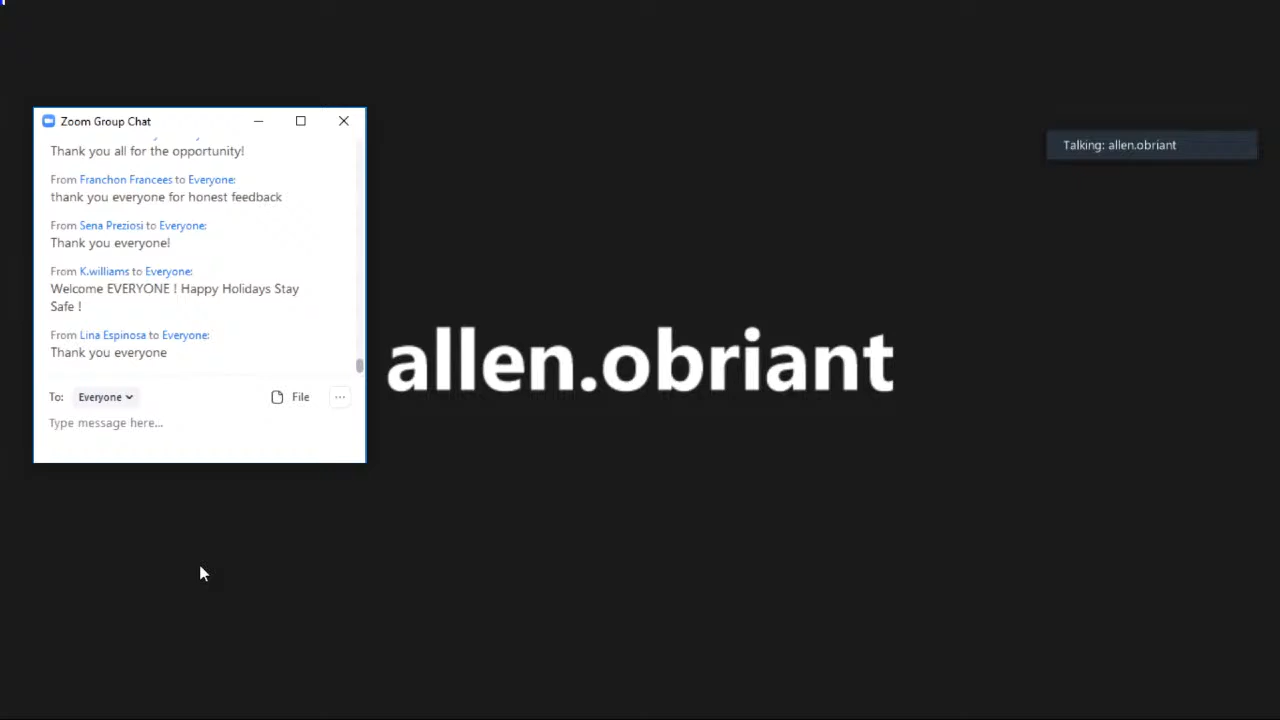 Zoom Group Chat
Thank you all for the opportunity!
From Franchon Francees to Everyone:
thank you everyone for honest feedback
From Sena Preziosi to Everyone:
Thank you everyone!
From K.williams to Everyone:
Welcome EVERYONE ! Happy Holidays Stay
Safe !
From Lina Espinosa to Everyone:
Thank you everyone
To: Everyone File
Type message here...
allen.obriant
Talking: allen.obriant